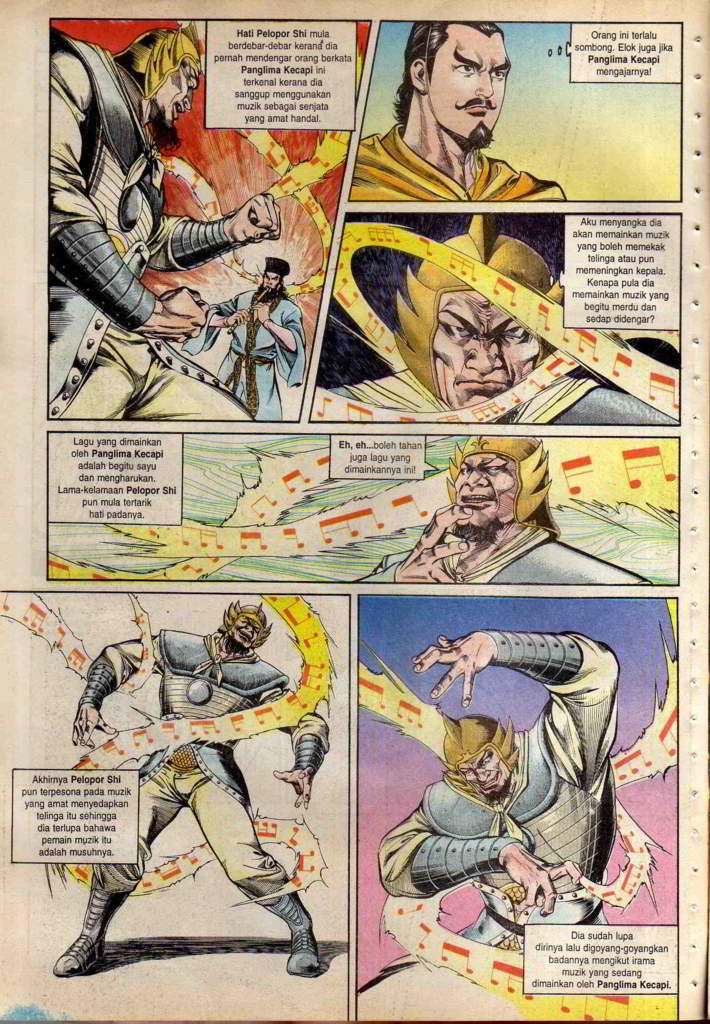 Hati Pelopor Shi mula
berdebar-debar kerana dia
pernah mendengar orang berkata
Panglima Kecapi ini
terkenal kerana dia
sanggup menggunakan
muzik sebagai senjata
yang amat handal.
Orang ini terlalu
sombong. Elok juga jika
Panglima Kecapi
mengajarnya!
Aku menyangka dia
akan memainkan muzik
yang boleh memekak
telinga atau pun
memeningkan kepala.
Kenapa pula dia
memainkan muzik yang
begitu merdu dan
sedap didengar?
Lagu yang dimainkan
oleh Panglima Kecapi
adalah begitu sayu
dan mengharukan.
Lama-kelamaan Pelopor Shi
pun mula tertarik
hati padanya.
Eh, eh...boleh tahan
juga lagu yang
dimainkannya ini!
Akhirnya Pelopor Shi
pun terpesona pada muzik
yang amat menyedapkan
telinga itu sehingga
dia terlupa bahawa
pemain muzik itu
adalah musuhnya.
Dia sudah lupa
dirinya lalu digoyang-goyangkan
badannya mengikut irama
muzik yang sedang
dimainkan oleh Panglima Kecapi.